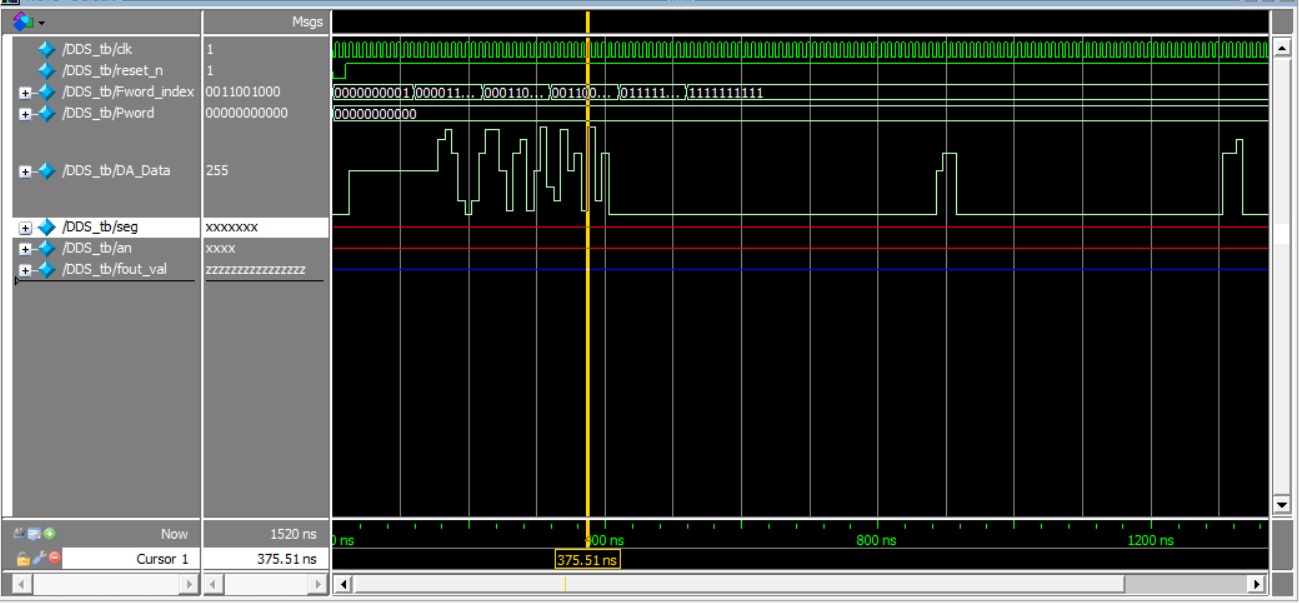 Msgs
/DDS_tb/clk 1
/DDS_tb/reset_n 1
/DDS_tb/Fword_index 0011001000 0000000001 000011... 000110... 001100... 011111... 1111111111
/DDS_tb/Pword 00000000000 00000000000
/DDS_tb/DA_Data 255
/DDS_tb/seg xxxxxxx
/DDS_tb/an xxxx
/DDS_tb/fout_val zzzzzzzzzzzzzzzz
Now 1520 ns ns 400 ns 800 ns 1200 ns
Cursor 1 375.51 ns 375.51 ns